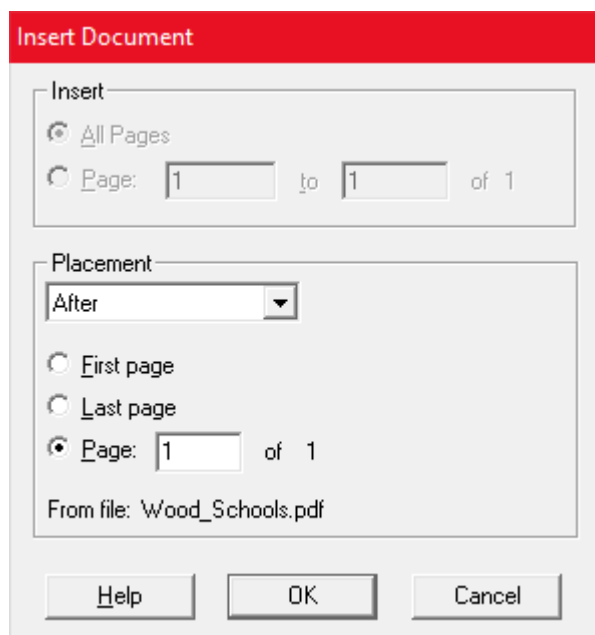 Insert Document
Insert
All Pages
Page: 1 to 1 of 1
Placement
After
First page
Last page
Page: 1 of 1
From file: Wood_Schools.pdf
Help OK Cancel